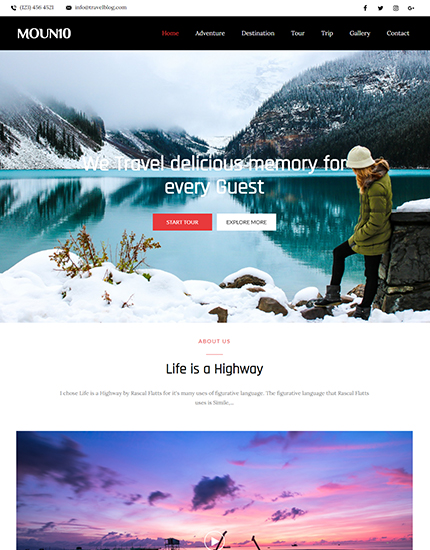 (123) 456 4521 info@travelblog.com
MOUN10 Home Adventure Destination Tour Trip Gallery Contact
We Travel delicious memory for
every Guest
START TOUR EXPLORE MORE
ABOUT US
Life is a Highway
I chose Life is a Highway by Rascal Flatts for it's many uses of figurative language. The figurative language that Rascal Flatts
uses is Simile,...